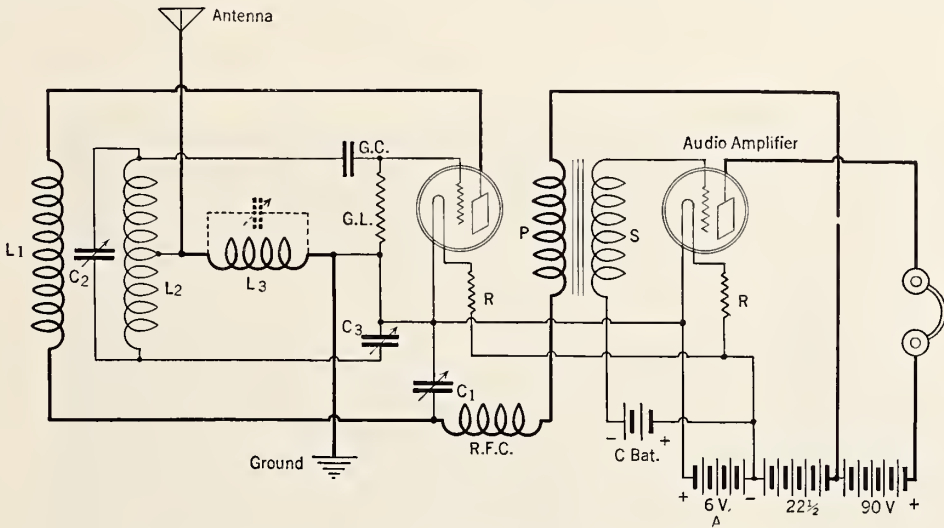 Antenna
G.C.
Audio Amplifier
G.L.
P
S
L1
C2
L2
L3
R
R
C3
C1
R.F.C.
- +
C Bat.
Ground
+ 6 V. - 22½ 90 V +
A